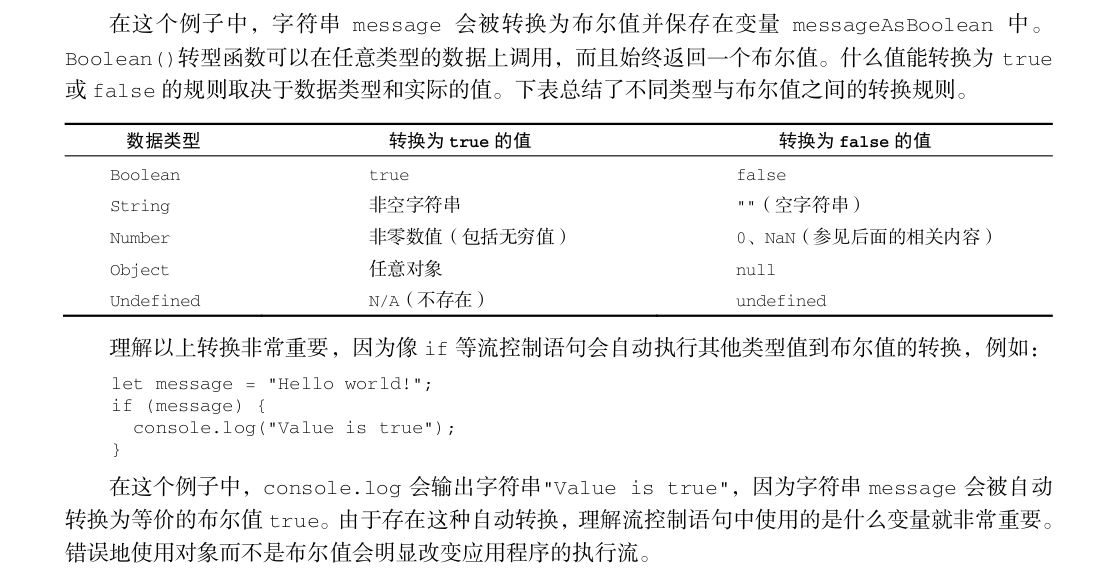 在这个例子中，字符串 message 会被转换为布尔值并保存在变量 messageAsBoolean 中。
Boolean()转型函数可以在任意类型的数据上调用，而且始终返回一个布尔值。什么值能转换为 true
或 false 的规则取决于数据类型和实际的值。下表总结了不同类型与布尔值之间的转换规则。
数据类型 转换为 true 的值 转换为 false 的值
Boolean true false
String 非空字符串 ""（空字符串）
Number 非零数值（包括无穷值） 0、NaN（参见后面的相关内容）
Object 任意对象 null
Undefined N/A（不存在） undefined
理解以上转换非常重要，因为像 if 等流控制语句会自动执行其他类型值到布尔值的转换，例如：
let message = "Hello world!";
if (message) {
  console.log("Value is true");
}
在这个例子中，console.log 会输出字符串"Value is true"，因为字符串 message 会被自动
转换为等价的布尔值 true。由于存在这种自动转换，理解流控制语句中使用的是什么变量就非常重要。
错误地使用对象而不是布尔值会明显改变应用程序的执行流。